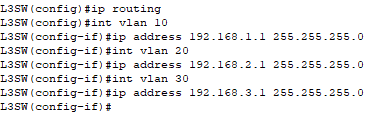 L3SW(config)#ip routing
L3SW(config)#int vlan 10
L3SW(config-if)#ip address 192.168.1.1 255.255.255.0
L3SW(config-if)#int vlan 20
L3SW(config-if)#ip address 192.168.2.1 255.255.255.0
L3SW(config-if)#int vlan 30
L3SW(config-if)#ip address 192.168.3.1 255.255.255.0
L3SW(config-if)#